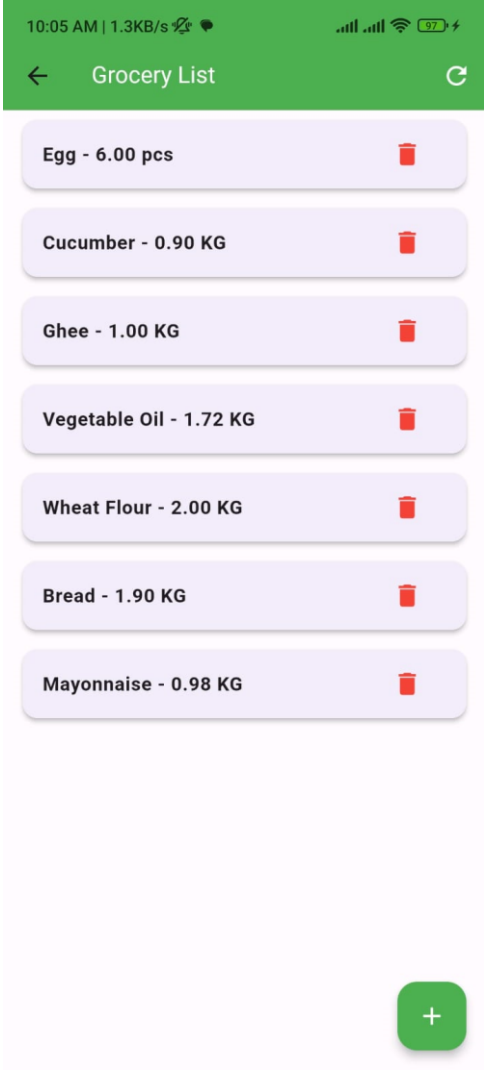 10:05 AM | 1.3KB/s 97
Grocery List
Egg - 6.00 pcs
Cucumber - 0.90 KG
Ghee - 1.00 KG
Vegetable Oil - 1.72 KG
Wheat Flour - 2.00 KG
Bread - 1.90 KG
Mayonnaise - 0.98 KG
+